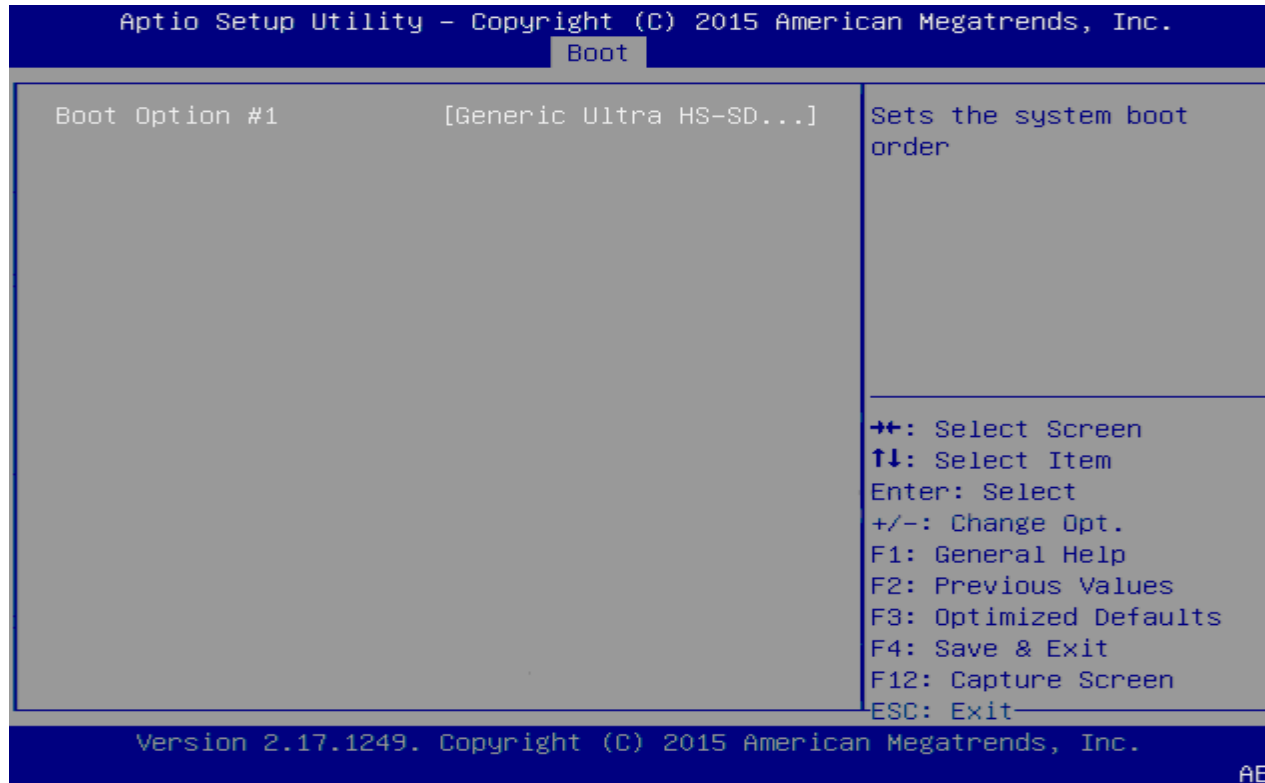 Aptio Setup Utility – Copyright (C) 2015 American Megatrends, Inc.
Boot
Boot Option #1 [Generic Ultra HS-SD...]
Sets the system boot
order
→←: Select Screen
↑↓: Select Item
Enter: Select
+/-: Change Opt.
F1: General Help
F2: Previous Values
F3: Optimized Defaults
F4: Save & Exit
F12: Capture Screen
ESC: Exit
Version 2.17.1249. Copyright (C) 2015 American Megatrends, Inc.
AB